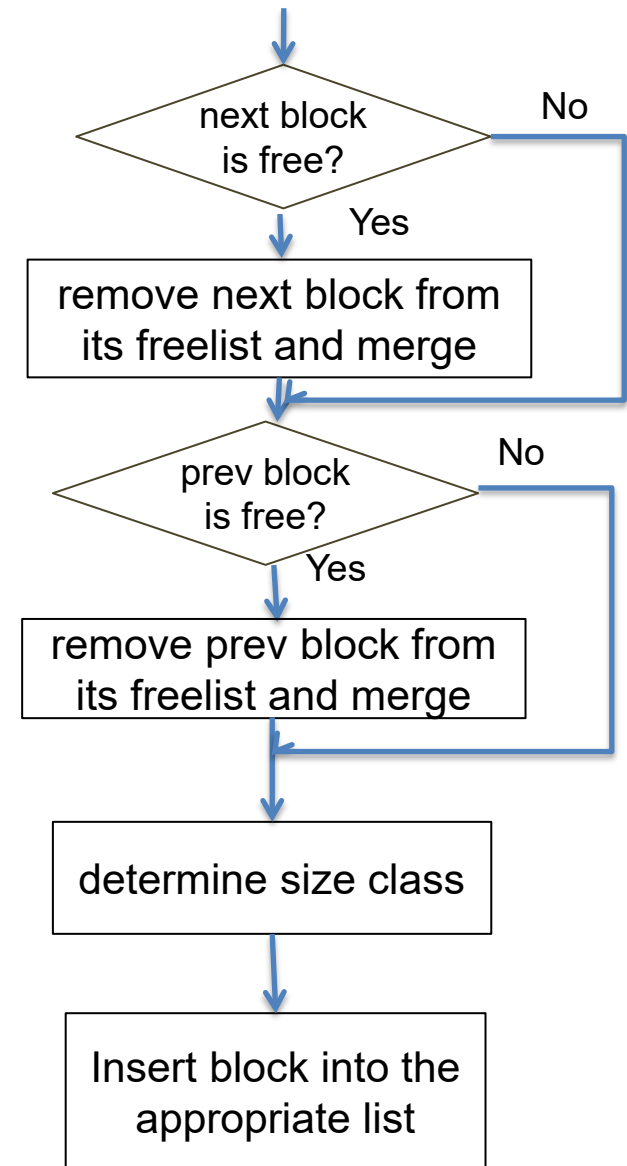 next block
is free?
No
Yes
remove next block from
its freelist and merge
prev block
is free?
No
Yes
remove prev block from
its freelist and merge
determine size class
Insert block into the
appropriate list